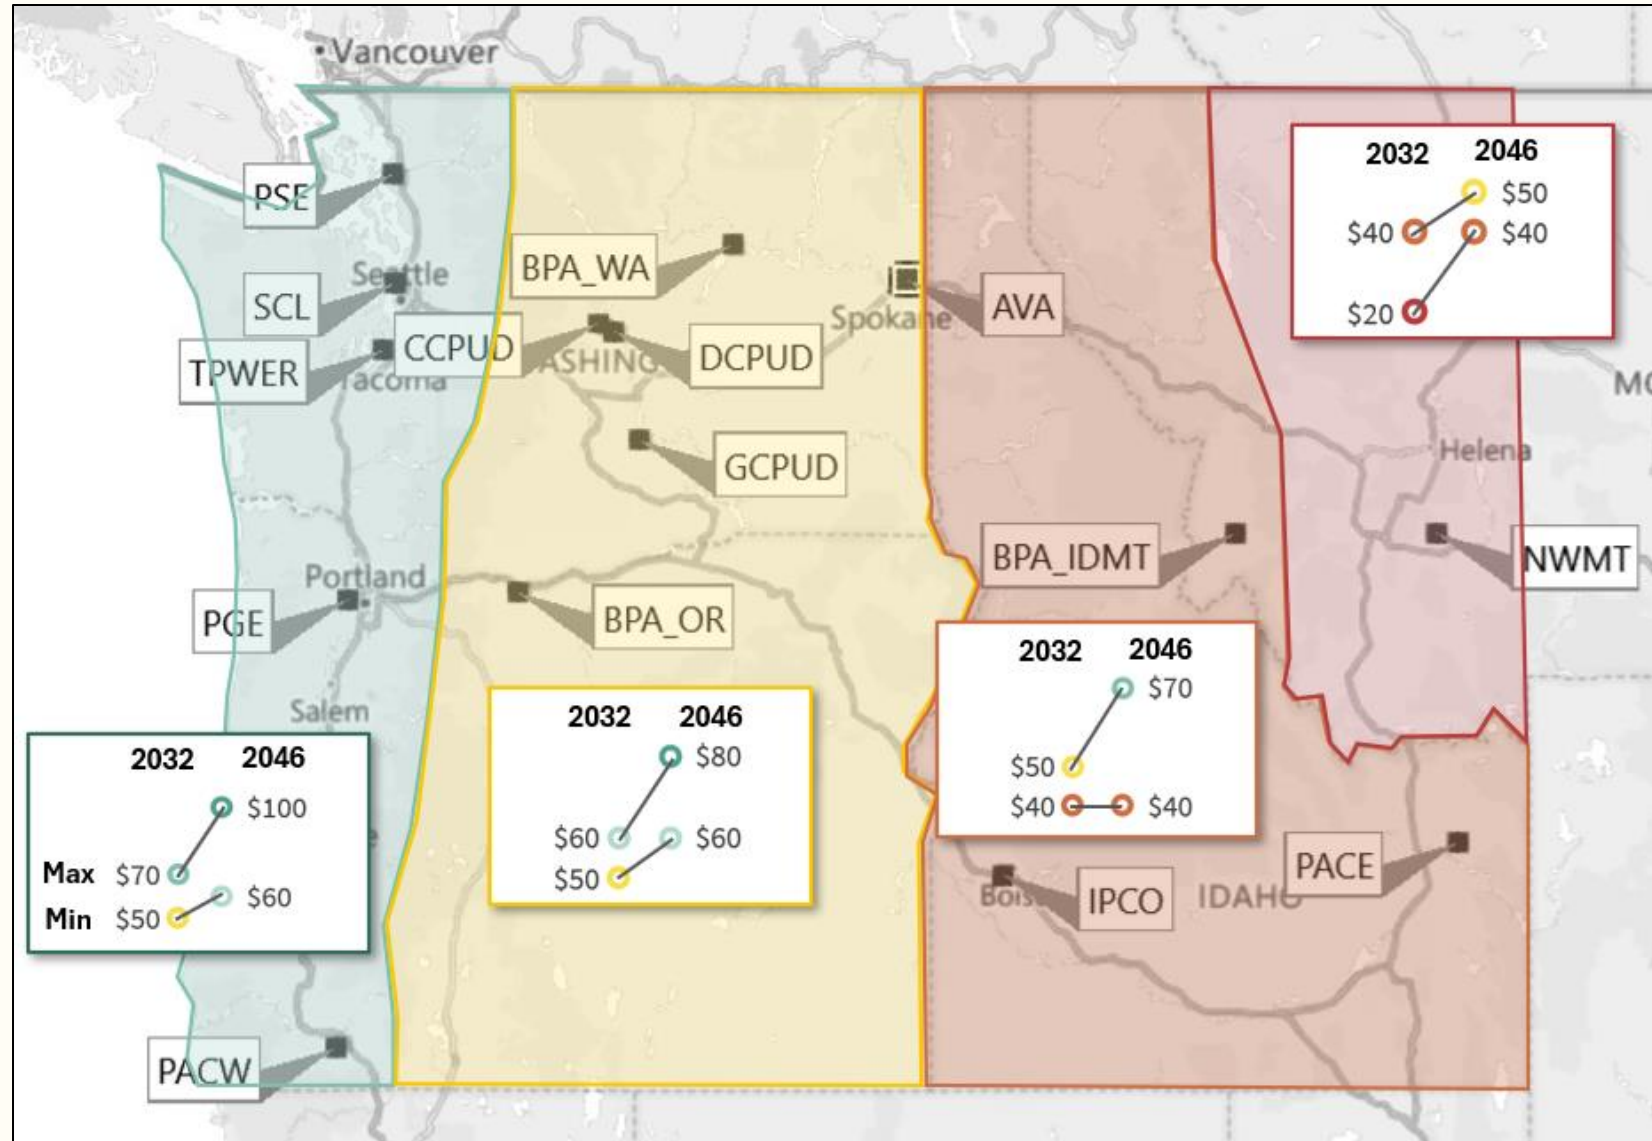 Vancouver
2032 2046
$50
$40 $40
$20
PSE
BPA_WA
Seattle
SCL
AVA
Spokane
CCPUD
DCPUD
TPWER
ASHING
Tacoma
Helena
GCPUD
BPA_IDMT
NWMT
Portland
PGE
BPA_OR
2032 2046
$70
$50
$40 $40
Salem
2032 2046
$80
$60 $60
$50
2032 2046
$100
Max $70
$60
Min $50
PACE
IPCO
IDAHO
PACW